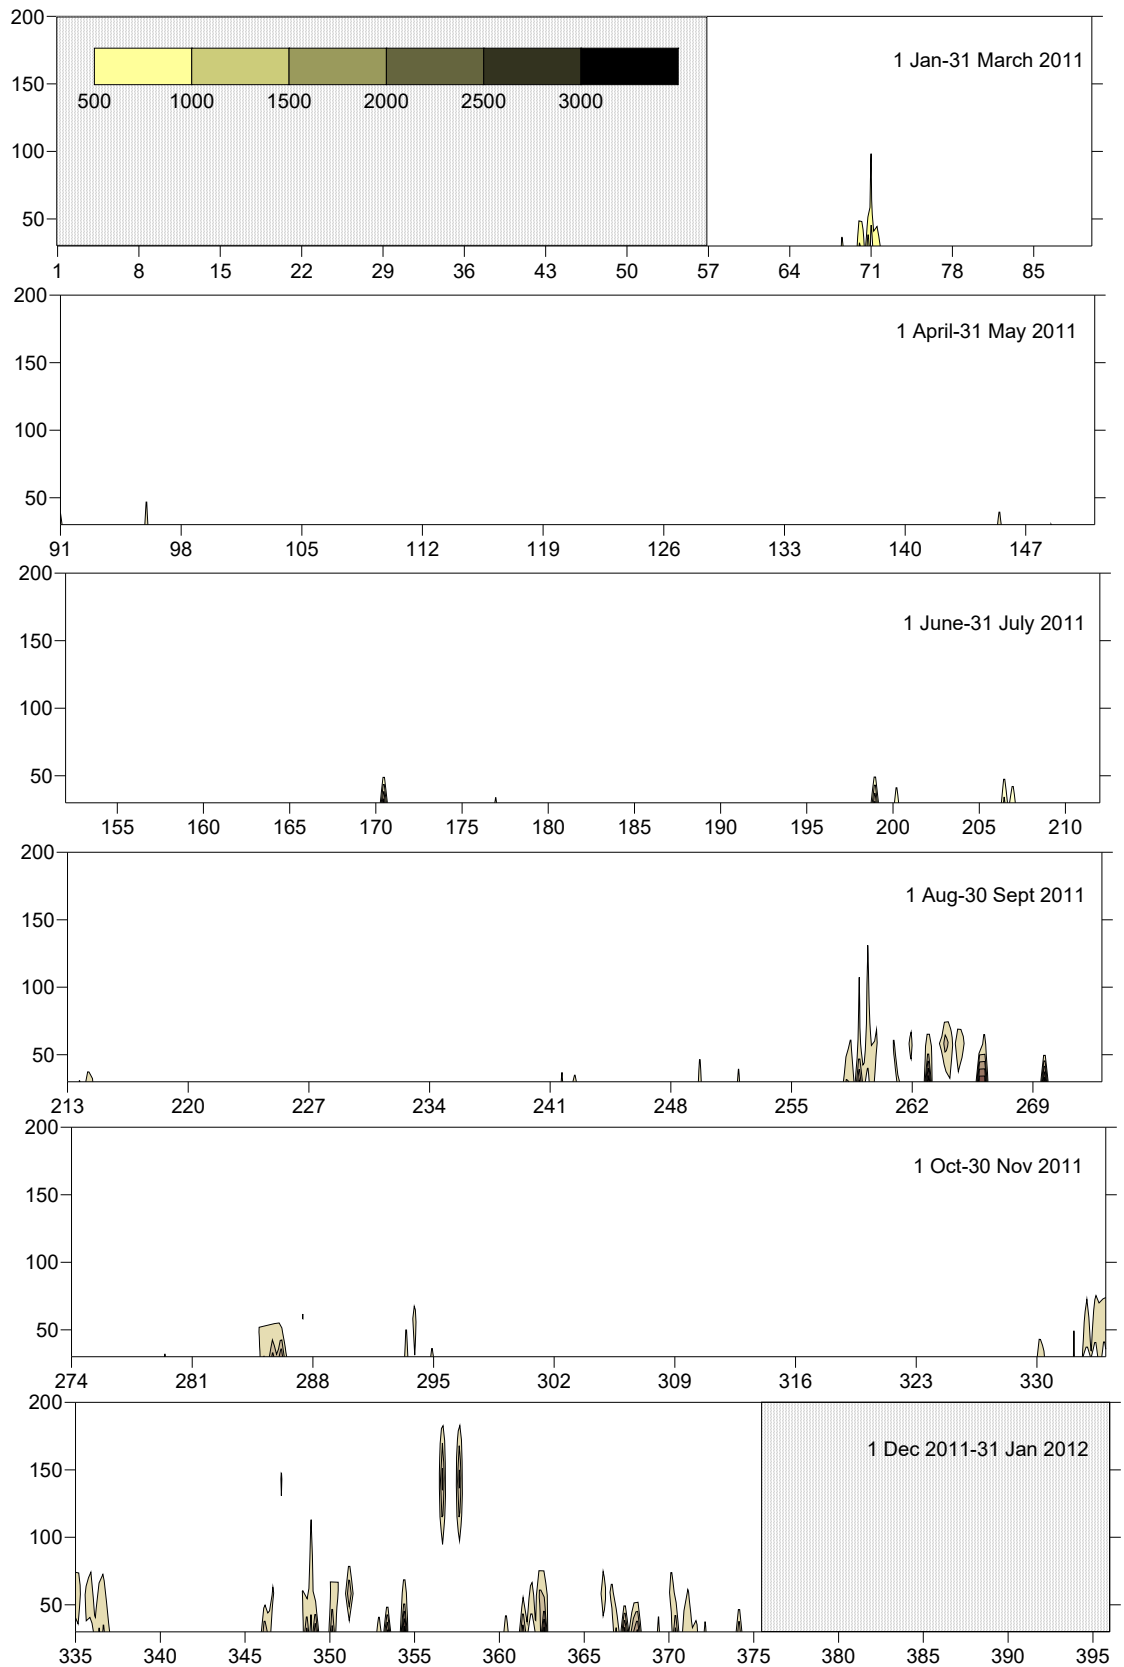 200
1 Jan-31 March 2011
150
500 1000 1500 2000 2500 3000
100
50
1 8 15 22 29 36 43 50 57 64 71 78 85
200
1 April-31 May 2011
150
100
50
91 98 105 112 119 126 133 140 147
200
1 June-31 July 2011
150
100
50
155 160 165 170 175 180 185 190 195 200 205 210
200
1 Aug-30 Sept 2011
150
100
50
213 220 227 234 241 248 255 262 269
200
1 Oct-30 Nov 2011
150
100
50
274 281 288 295 302 309 316 323 330
200
1 Dec 2011-31 Jan 2012
150
100
50
335 340 345 350 355 360 365 370 375 380 385 390 395